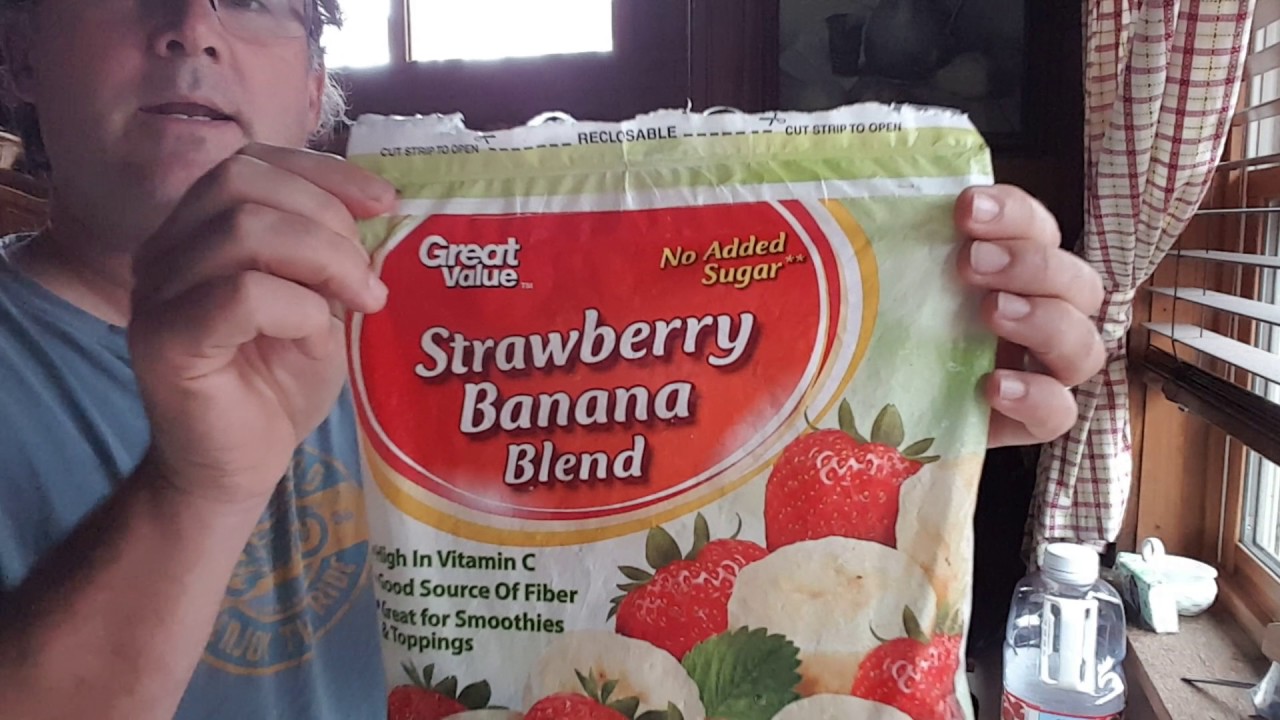 CUT STRIP TO OPEN RECLOSABLE CUT STRIP TO OPEN
Great
Value™
No Added
Sugar**
Strawberry
Banana
Blend
High In Vitamin C
Good Source Of Fiber
Great for Smoothies
& Toppings